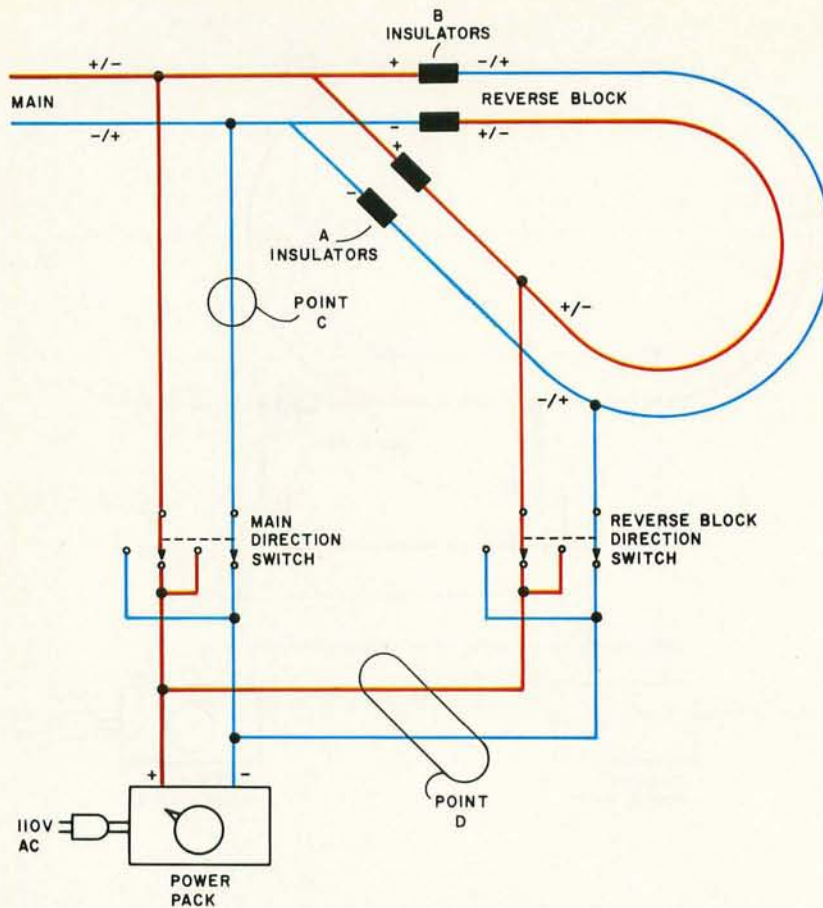 B
INSULATORS
+/-
+
-/+
MAIN
REVERSE BLOCK
-/+
-
+/-
+
-
A
INSULATORS
POINT
C
+/-
-/+
MAIN
DIRECTION
SWITCH
REVERSE BLOCK
DIRECTION
SWITCH
+
-
POINT
D
110V
AC
POWER
PACK